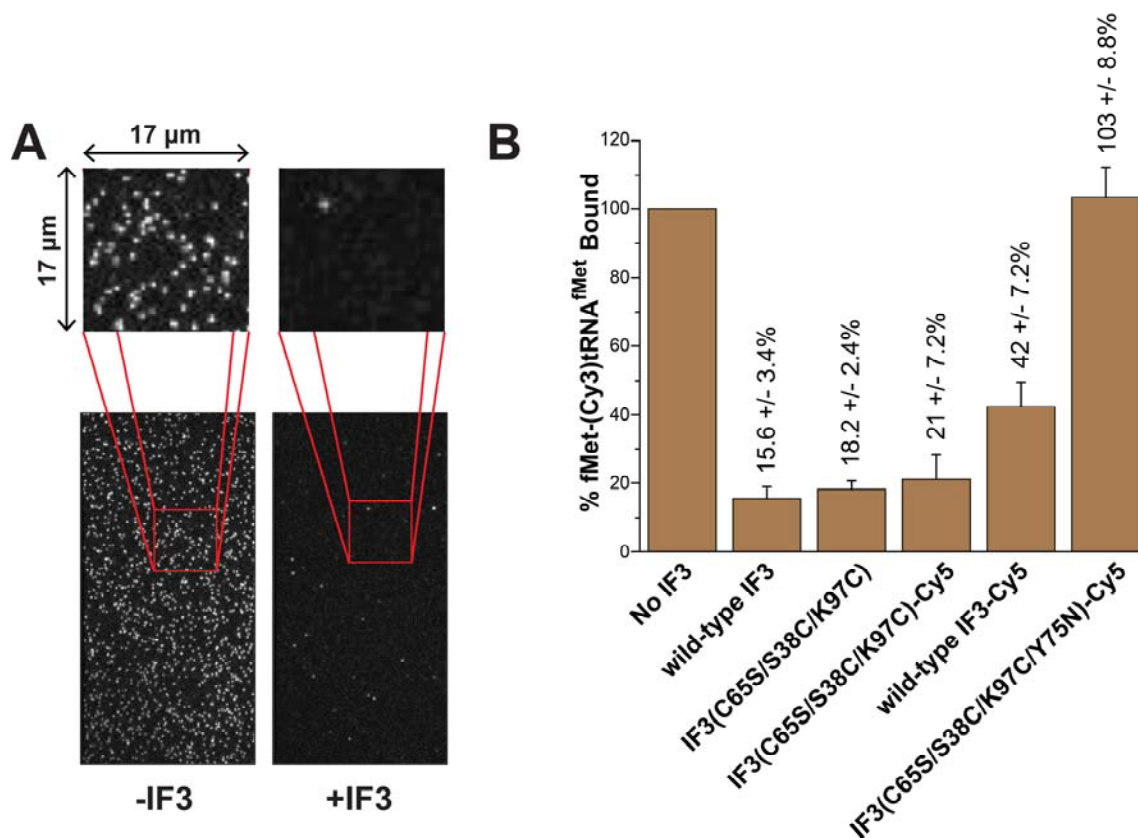 A
17 µm
17 µm
-IF3
+IF3
B
% fMet-(Cy3)tRNA^fMet Bound
120
100
80
60
40
20
0
15.6 +/- 3.4%
18.2 +/- 2.4%
21 +/- 7.2%
42 +/- 7.2%
103 +/- 8.8%
No IF3
wild-type IF3
IF3(C65S/S38C/K97C)
IF3(C65S/S38C/K97C)-Cy5
wild-type IF3-Cy5
IF3(C65S/S38C/K97C/Y75N)-Cy5